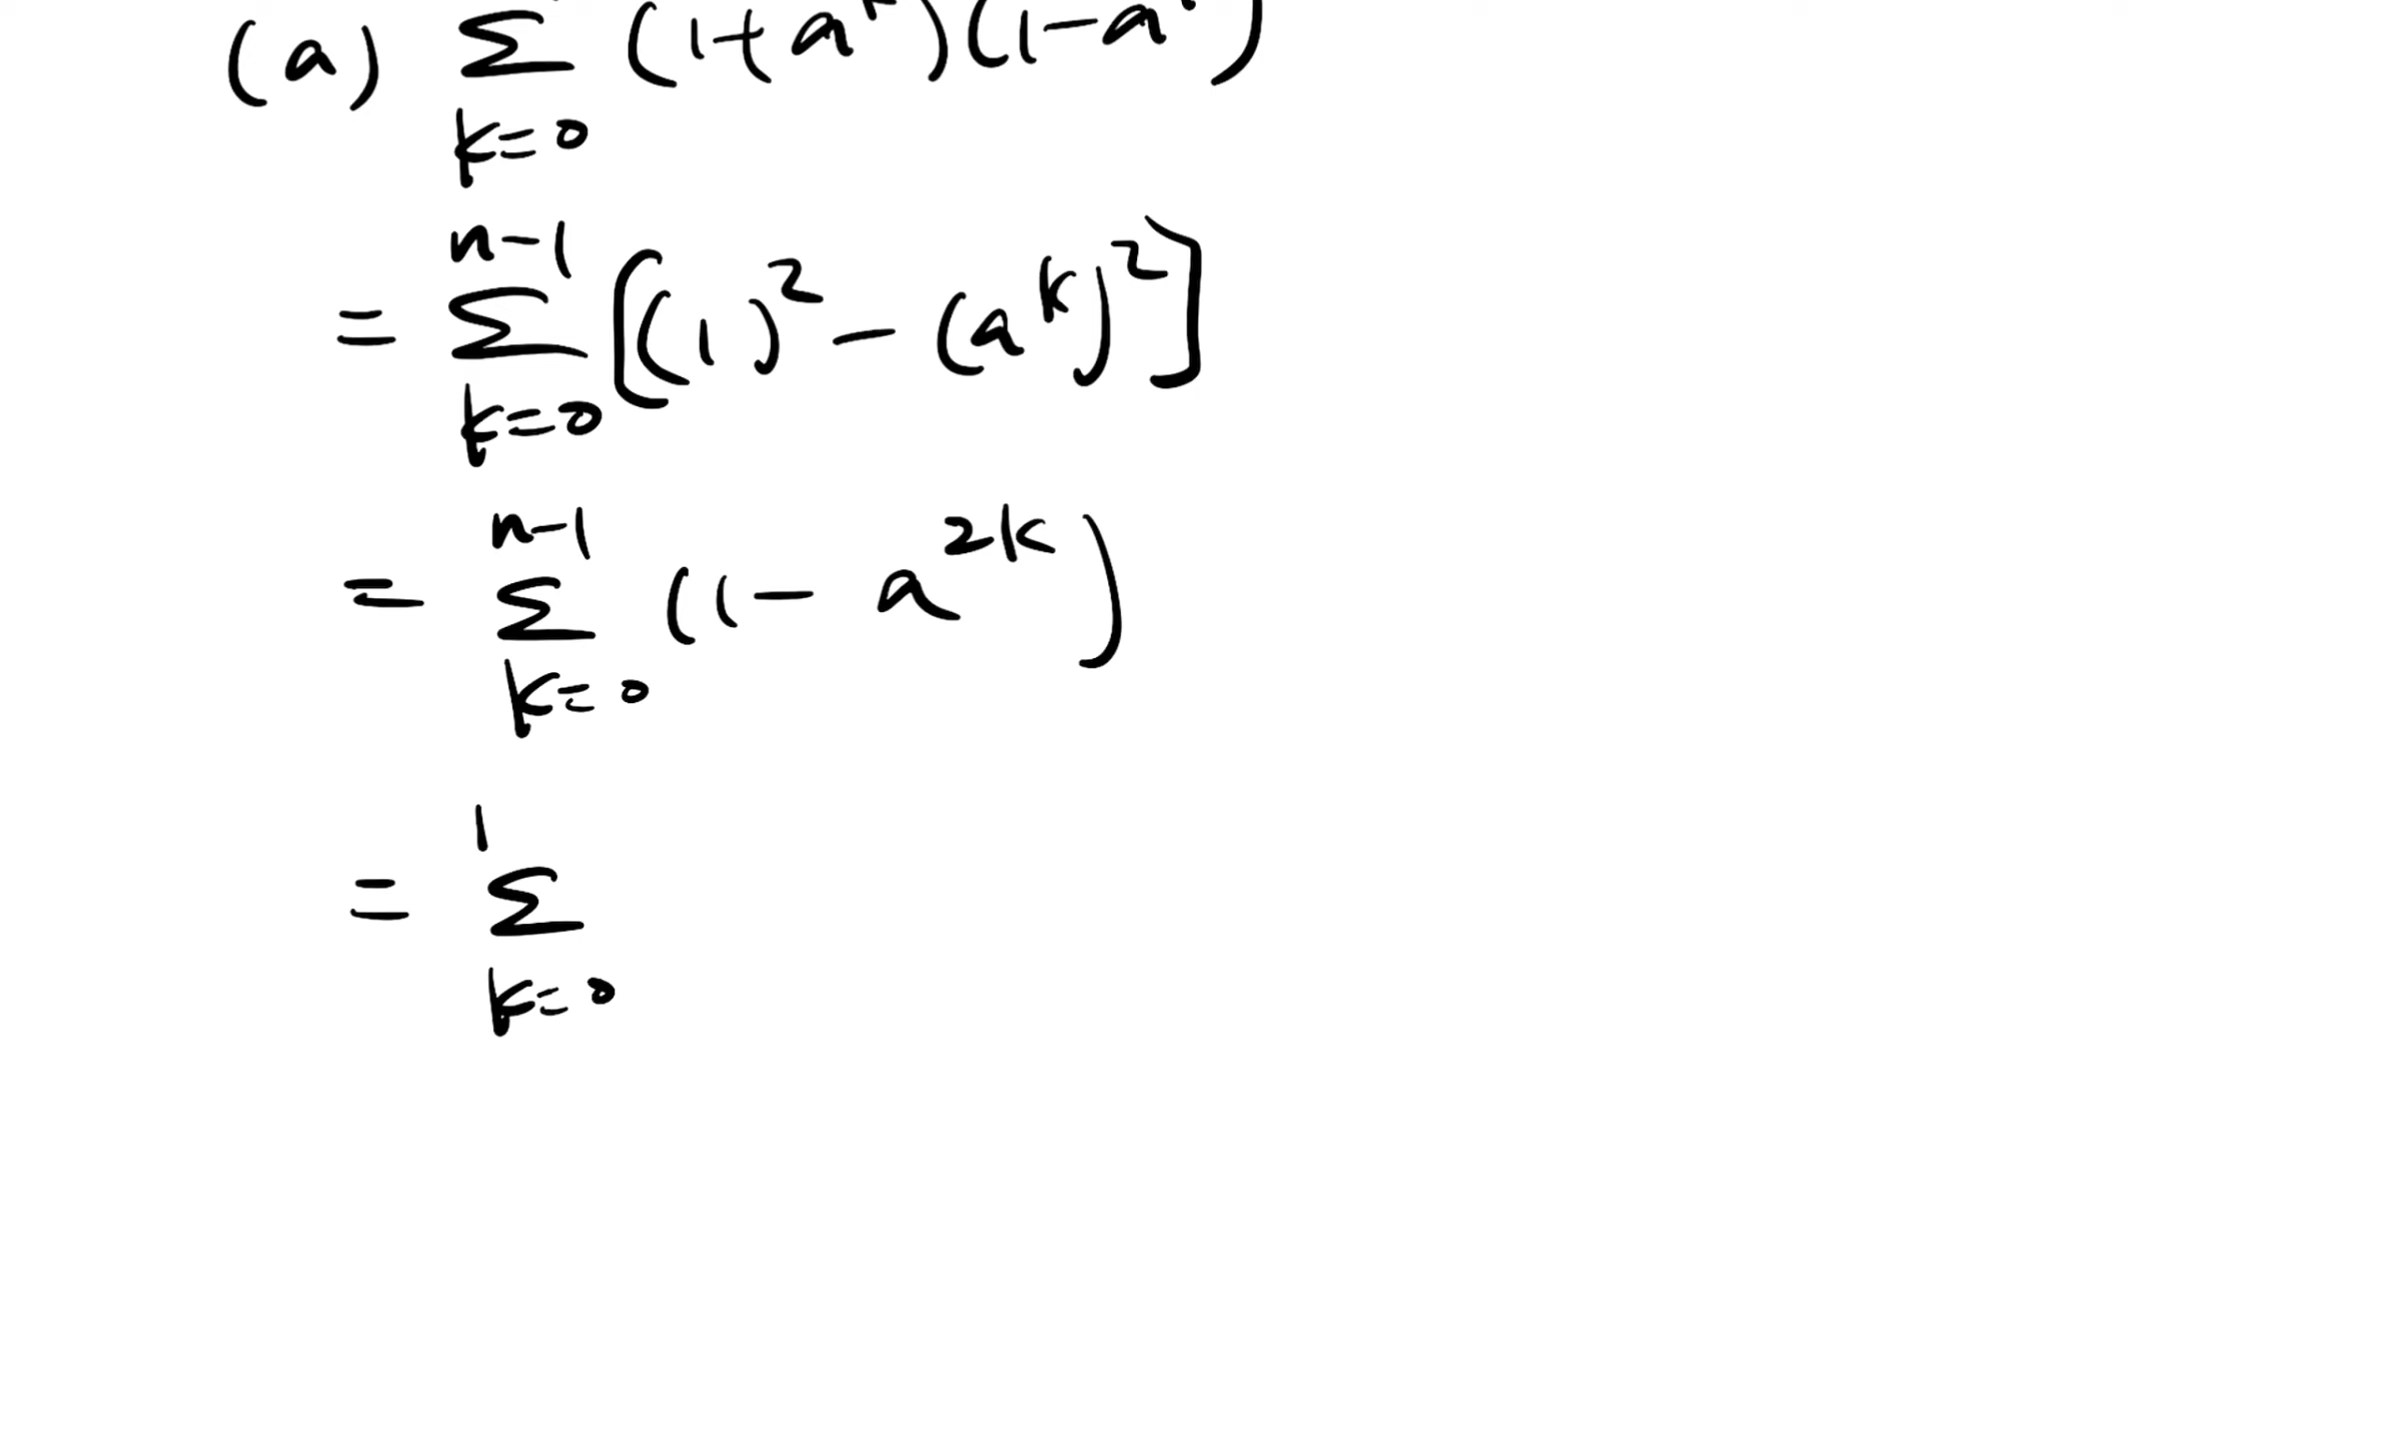 (a) Σ (1+a^k)(1-a
k=0
n-1
= Σ [(1)^2 - (a^k)^2]
k=0
n-1
= Σ (1 - a^{2k})
k=0
1
= Σ
k=0